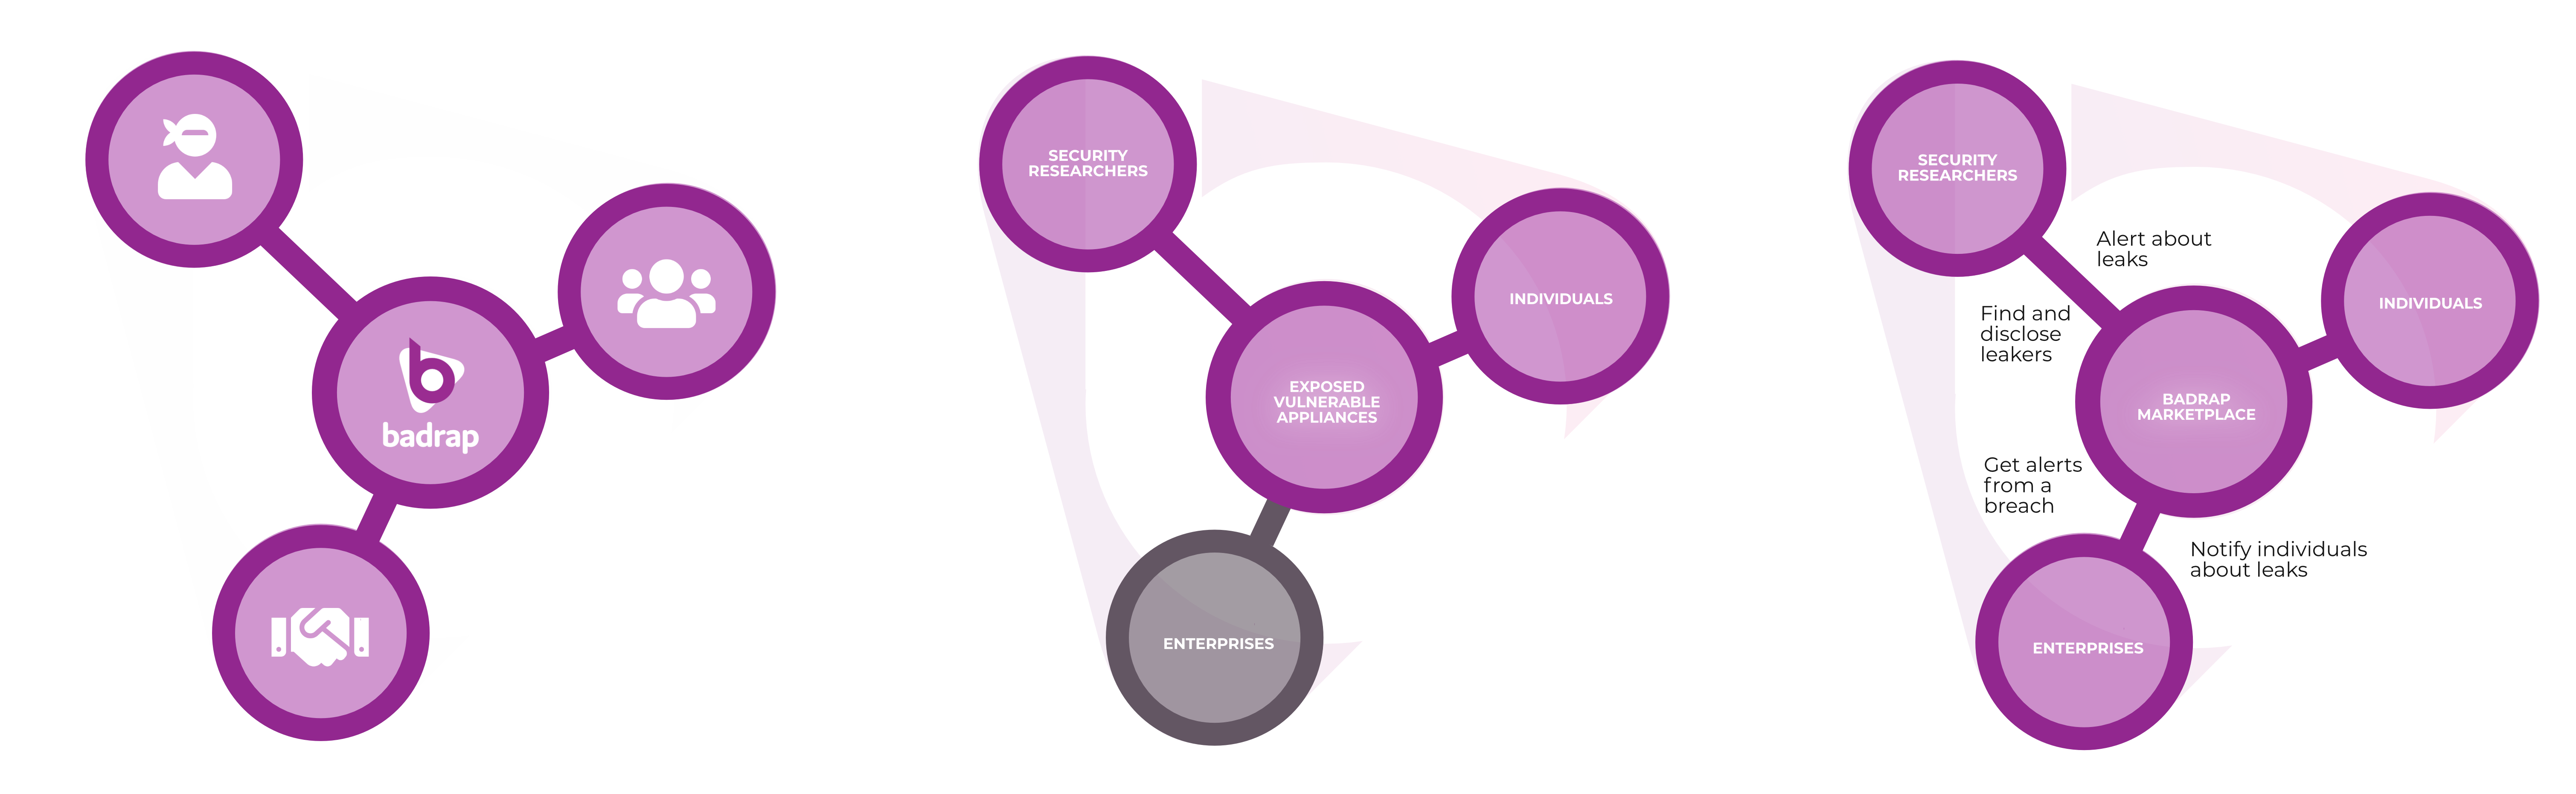 badrap
SECURITY
RESEARCHERS
INDIVIDUALS
EXPOSED
VULNERABLE
APPLIANCES
ENTERPRISES
SECURITY
RESEARCHERS
Alert about
leaks
Find and
disclose
leakers
INDIVIDUALS
BADRAP
MARKETPLACE
Get alerts
from a
breach
Notify individuals
about leaks
ENTERPRISES